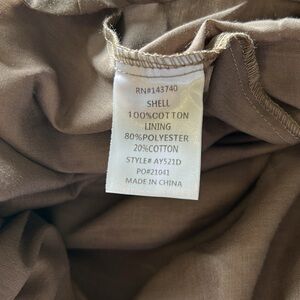 RN#143740
SHELL
100%COTTON
LINING
80%POLYESTER
20%COTTON
STYLE# AY521D
PO#21041
MADE IN CHINA